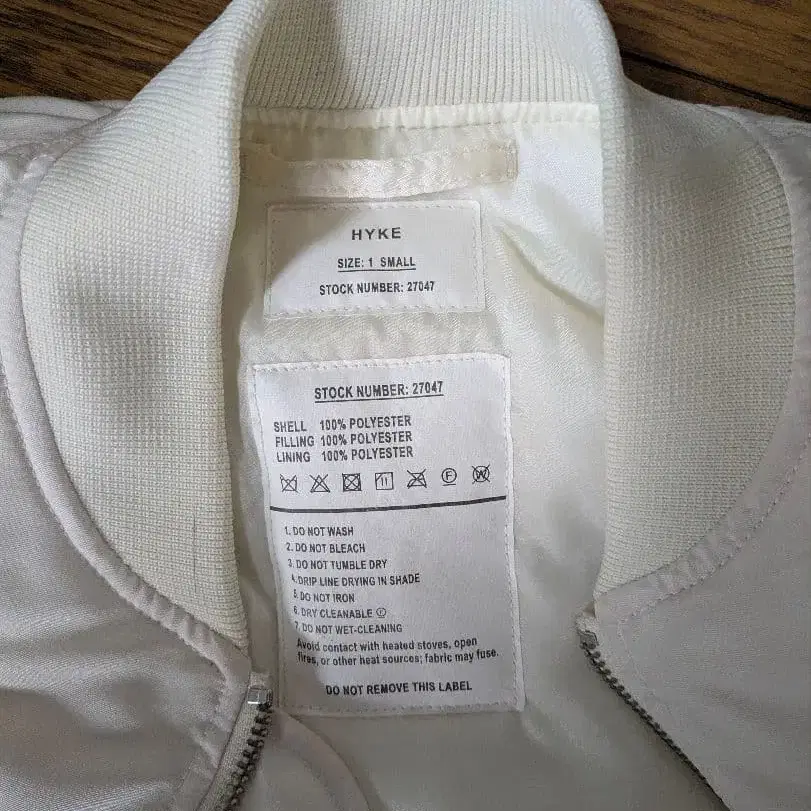 HYKE
SIZE: 1 SMALL
STOCK NUMBER: 27047
STOCK NUMBER: 27047
SHELL 100% POLYESTER
FILLING 100% POLYESTER
LINING 100% POLYESTER
Ⓕ Ⓦ
1. DO NOT WASH
2. DO NOT BLEACH
3. DO NOT TUMBLE DRY
4. DRIP LINE DRYING IN SHADE
5. DO NOT IRON
6. DRY CLEANABLE Ⓕ
7. DO NOT WET-CLEANING
Avoid contact with heated stoves, open
fires, or other heat sources; fabric may fuse.
DO NOT REMOVE THIS LABEL